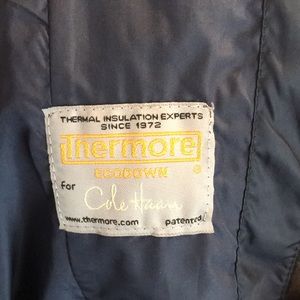 THERMAL INSULATION EXPERTS
SINCE 1972
Thermore
ECODOWN
®
for
Cole Haan
www.thermore.com patented